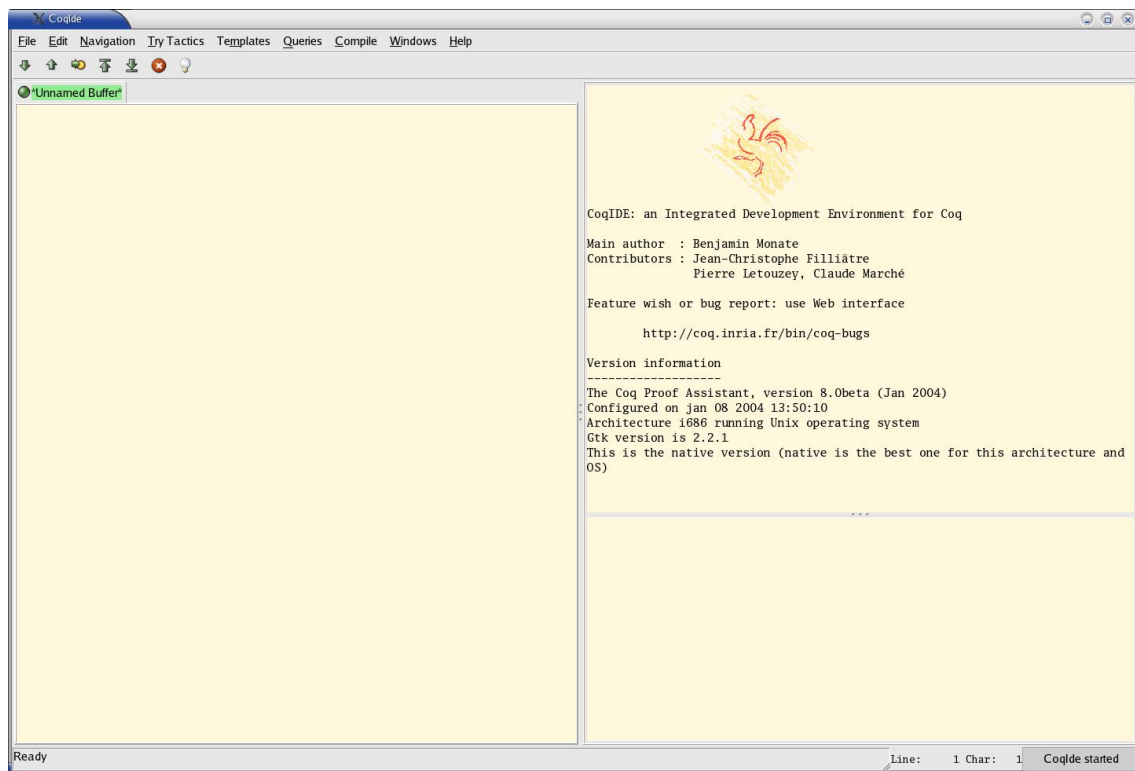 CoqIde
File Edit Navigation Try Tactics Templates Queries Compile Windows Help
*Unnamed Buffer*
CoqIDE: an Integrated Development Environment for Coq
Main author  : Benjamin Monate
Contributors : Jean-Christophe Filliâtre
Pierre Letouzey, Claude Marché
Feature wish or bug report: use Web interface
http://coq.inria.fr/bin/coq-bugs
Version information
-------------------
The Coq Proof Assistant, version 8.0beta (Jan 2004)
Configured on jan 08 2004 13:50:10
Architecture i686 running Unix operating system
Gtk version is 2.2.1
This is the native version (native is the best one for this architecture and
OS)
Ready
Line: 1 Char: 1 CoqIde started